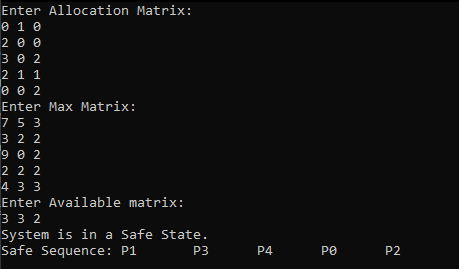 Enter Allocation Matrix:
0 1 0
2 0 0
3 0 2
2 1 1
0 0 2
Enter Max Matrix:
7 5 3
3 2 2
9 0 2
2 2 2
4 3 3
Enter Available matrix:
3 3 2
System is in a Safe State.
Safe Sequence: P1 P3 P4 P0 P2